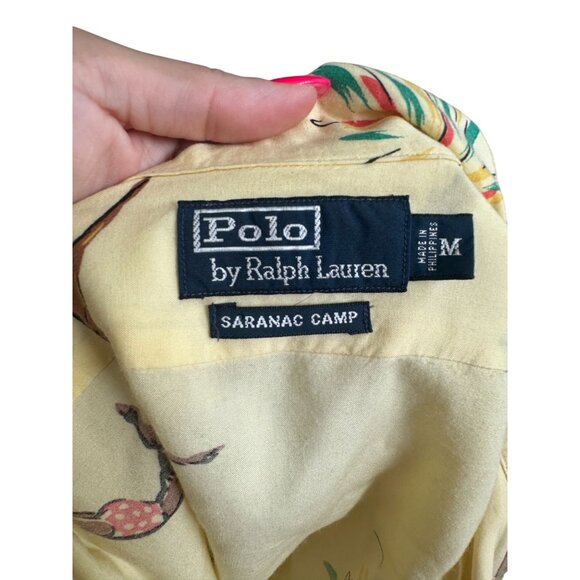 Polo
by Ralph Lauren
MADE IN
PHILIPPINES
M
SARANAC CAMP